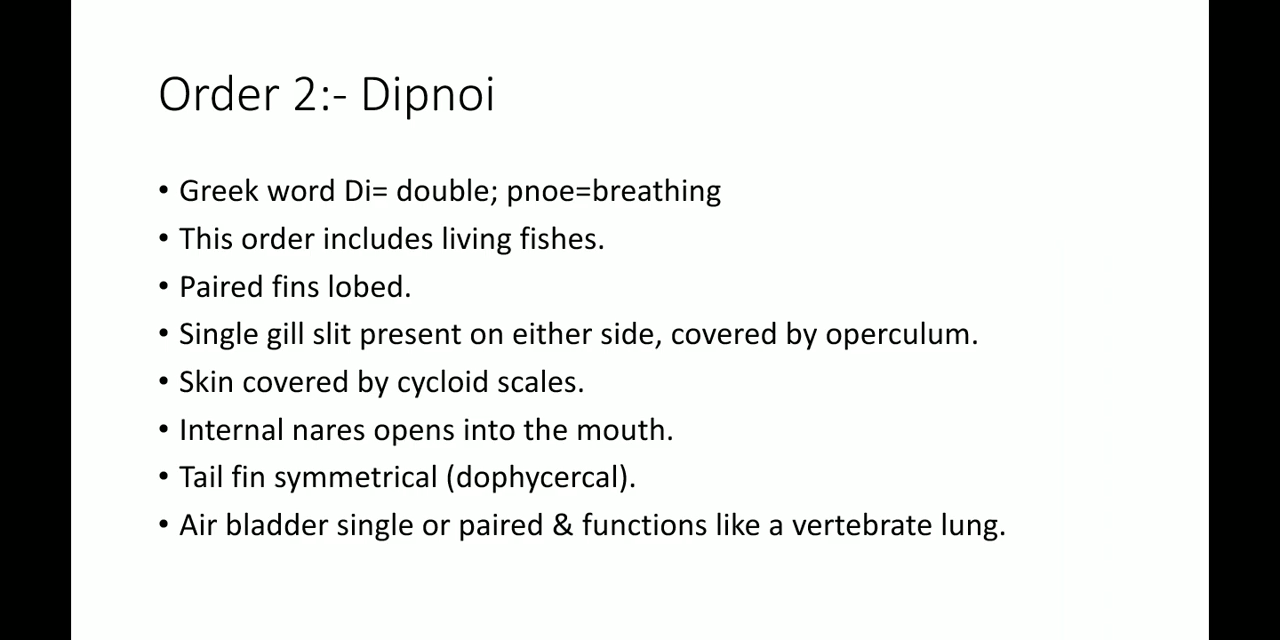 Order 2:- Dipnoi
• Greek word Di= double; pnoe=breathing
• This order includes living fishes.
• Paired fins lobed.
• Single gill slit present on either side, covered by operculum.
• Skin covered by cycloid scales.
• Internal nares opens into the mouth.
• Tail fin symmetrical (dophycercal).
• Air bladder single or paired & functions like a vertebrate lung.